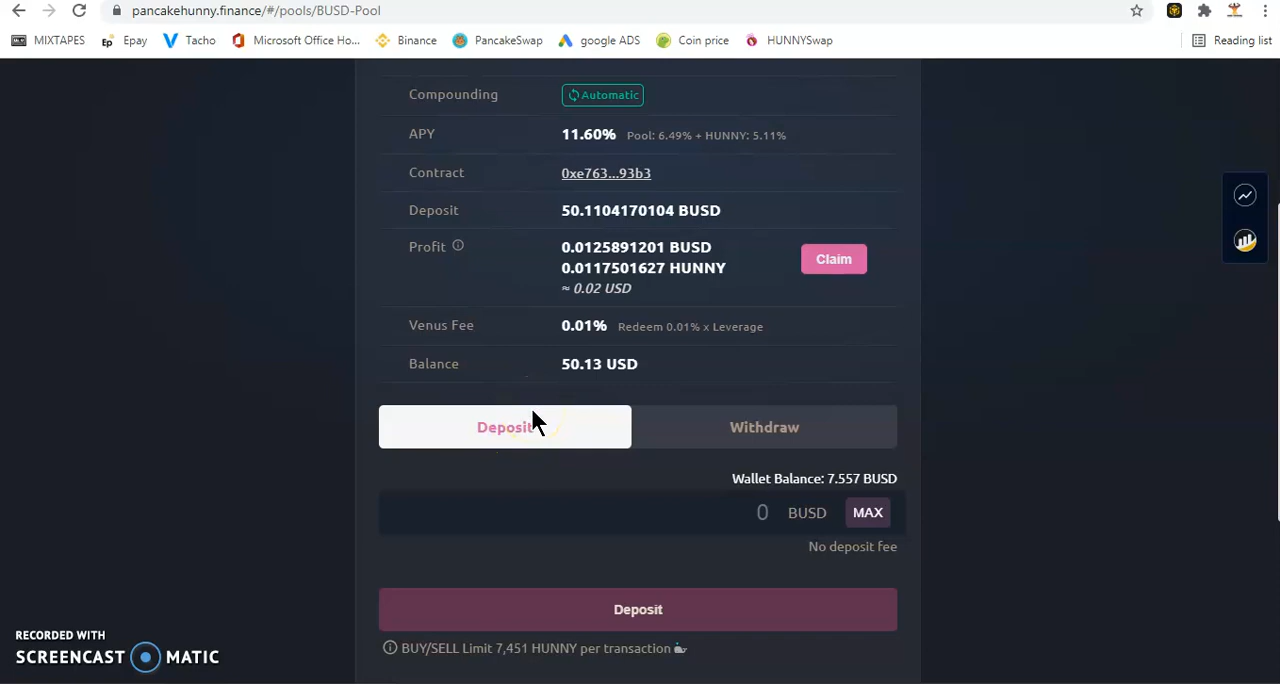 pancakehunny.finance/#/pools/BUSD-Pool
MIXTAPES Epay Tacho Microsoft Office Ho... Binance PancakeSwap google ADS Coin price HUNNYSwap Reading list
Compounding Automatic
APY 11.60% Pool: 6.49% + HUNNY: 5.11%
Contract 0xe763...93b3
Deposit 50.1104170104 BUSD
Profit 0.0125891201 BUSD
0.0117501627 HUNNY
Claim
≈ 0.02 USD
Venus Fee 0.01% Redeem 0.01% x Leverage
Balance 50.13 USD
Deposit Withdraw
Wallet Balance: 7.557 BUSD
0 BUSD MAX
No deposit fee
Deposit
BUY/SELL Limit 7,451 HUNNY per transaction
RECORDED WITH
SCREENCAST MATIC